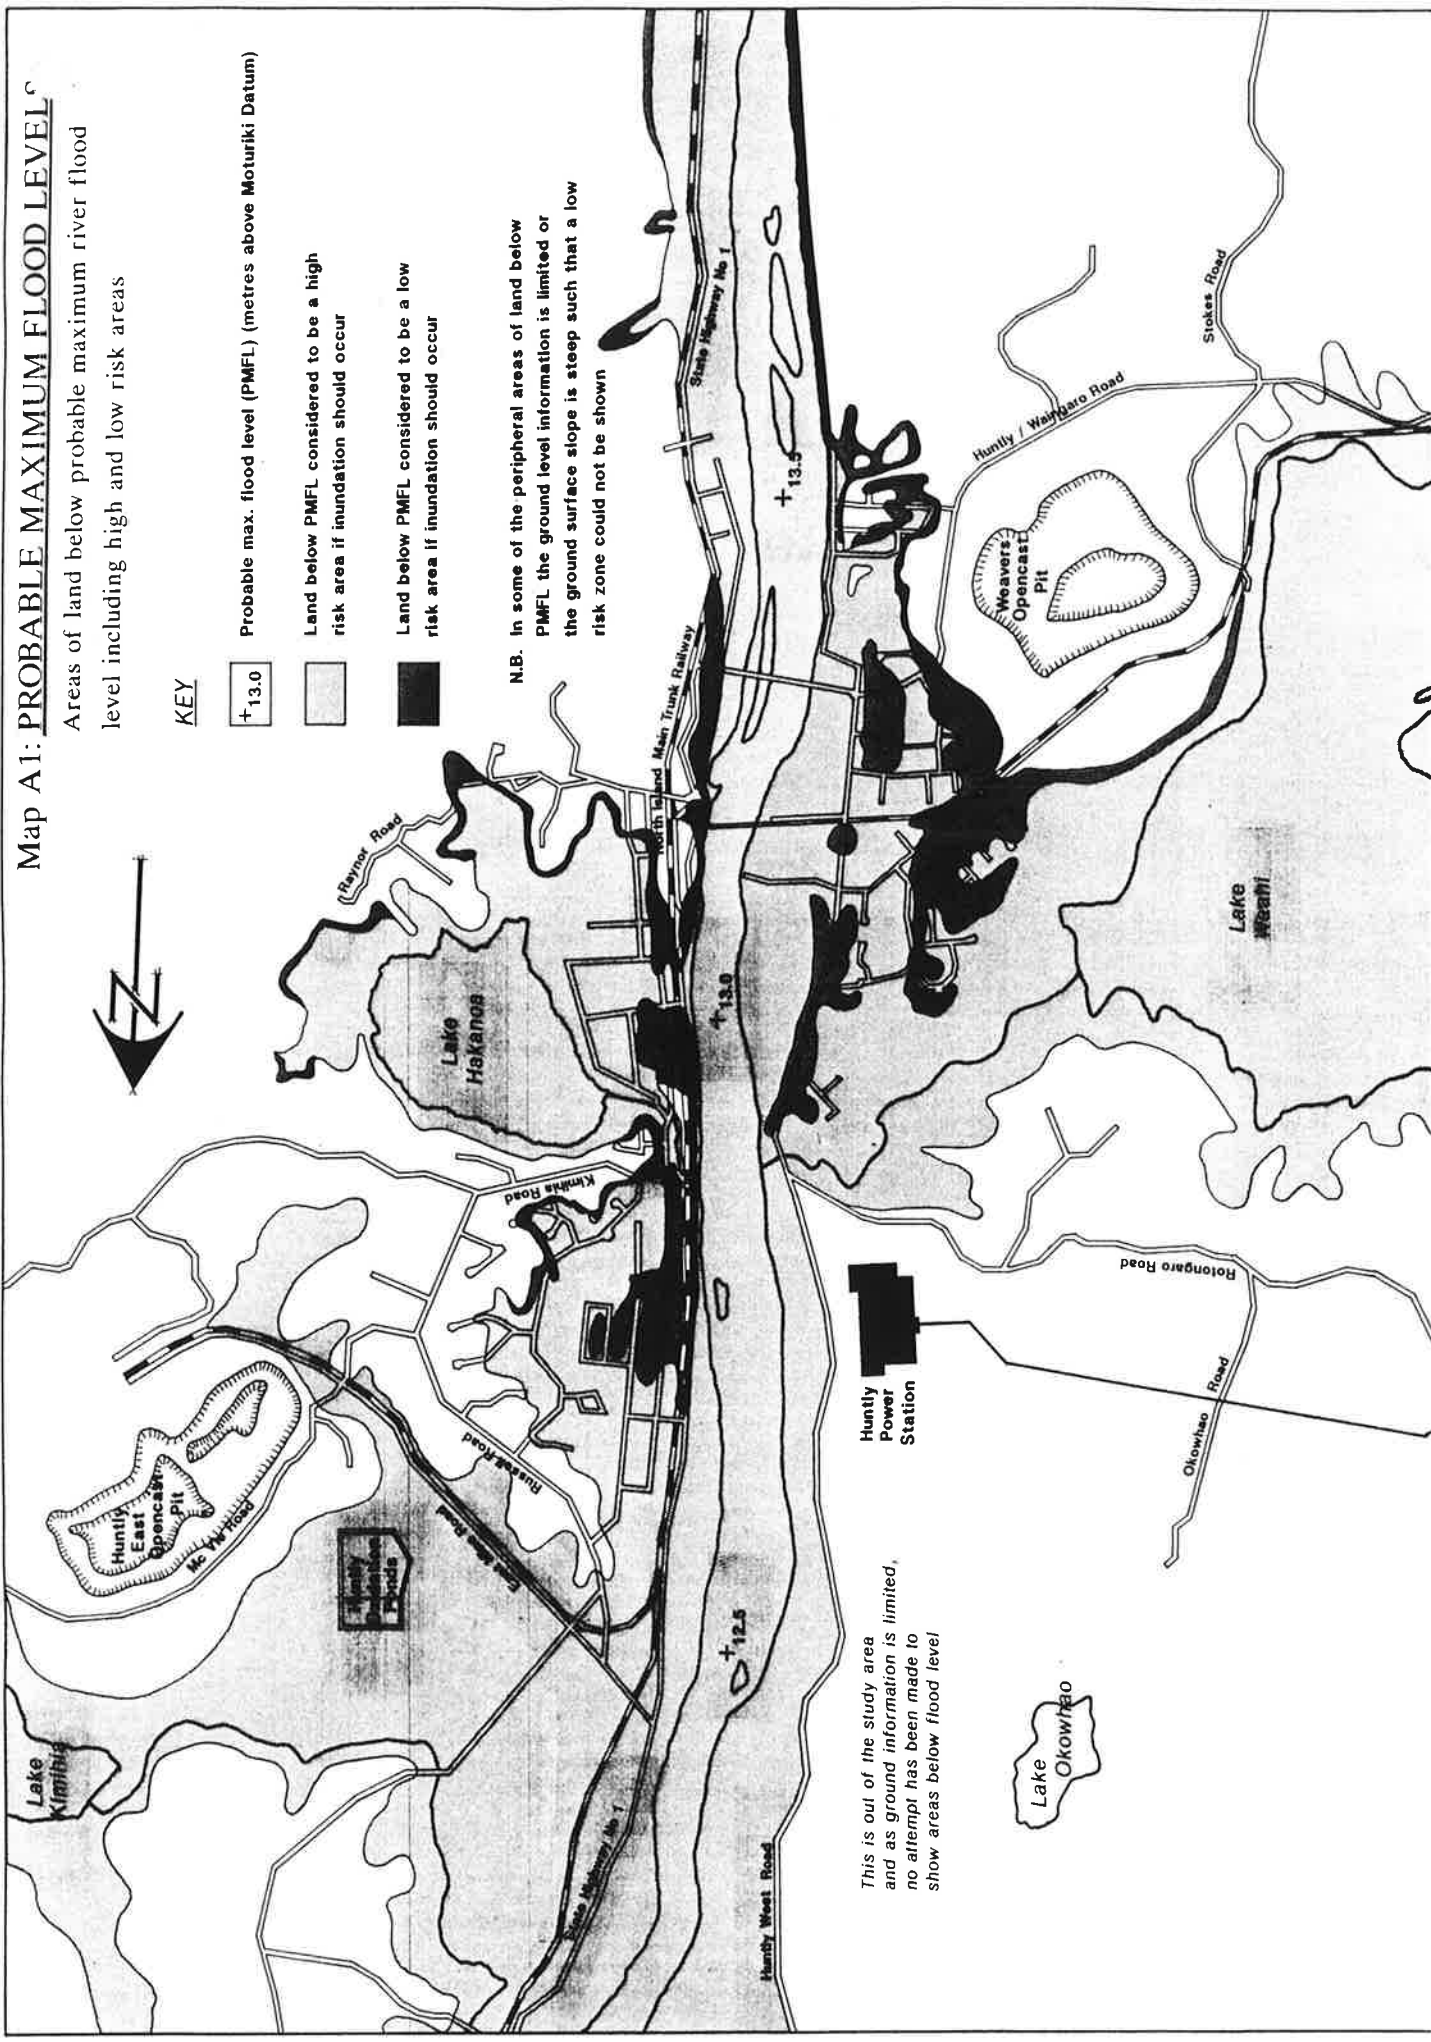 Map A1: PROBABLE MAXIMUM FLOOD LEVELS
Areas of land below probable maximum river flood
level including high and low risk areas
KEY
+13.0
Probable max. flood level (PMFL) (metres above Moturiki Datum)
Land below PMFL considered to be a high
risk area if inundation should occur
Land below PMFL considered to be a low
risk area if inundation should occur
N.B. In some of the peripheral areas of land below
PMFL the ground level information is limited or
the ground surface slope is steep such that a low
risk zone could not be shown
N
Raynor Road
North Island Main Trunk Railway
State Highway No 1
+13.5
Lake
Hakanoa
+13.0
Kimihia Road
Huntly
East
Opencast
Pit
Mc Vie Road
Russell Road
East Mine Road
Huntly
Oxidation
Ponds
Lake
Kimihia
State Highway No 1
+12.5
Huntly West Road
Huntly
Power
Station
Rotongaro Road
Okowhao Road
Lake
Okowhao
This is out of the study area
and as ground information is limited,
no attempt has been made to
show areas below flood level
Lake
Waahi
Weavers
Opencast
Pit
Huntly / Waingaro Road
Stokes Road